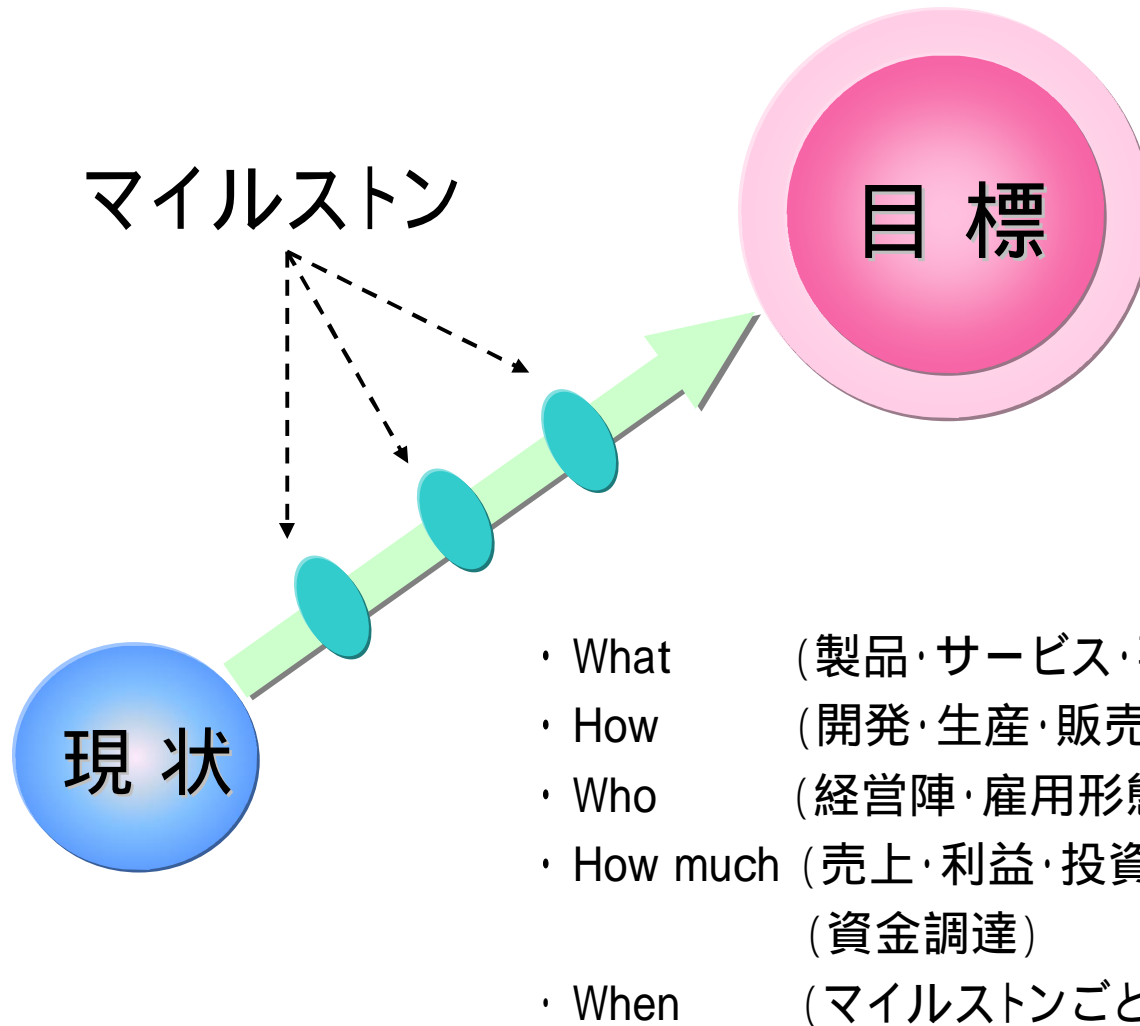 マイルストン
目 標
現 状
・ What (製品・サービス・
・ How (開発・生産・販売
・ Who (経営陣・雇用形
・ How much (売上・利益・投資
(資金調達)
・ When (マイルストンごと